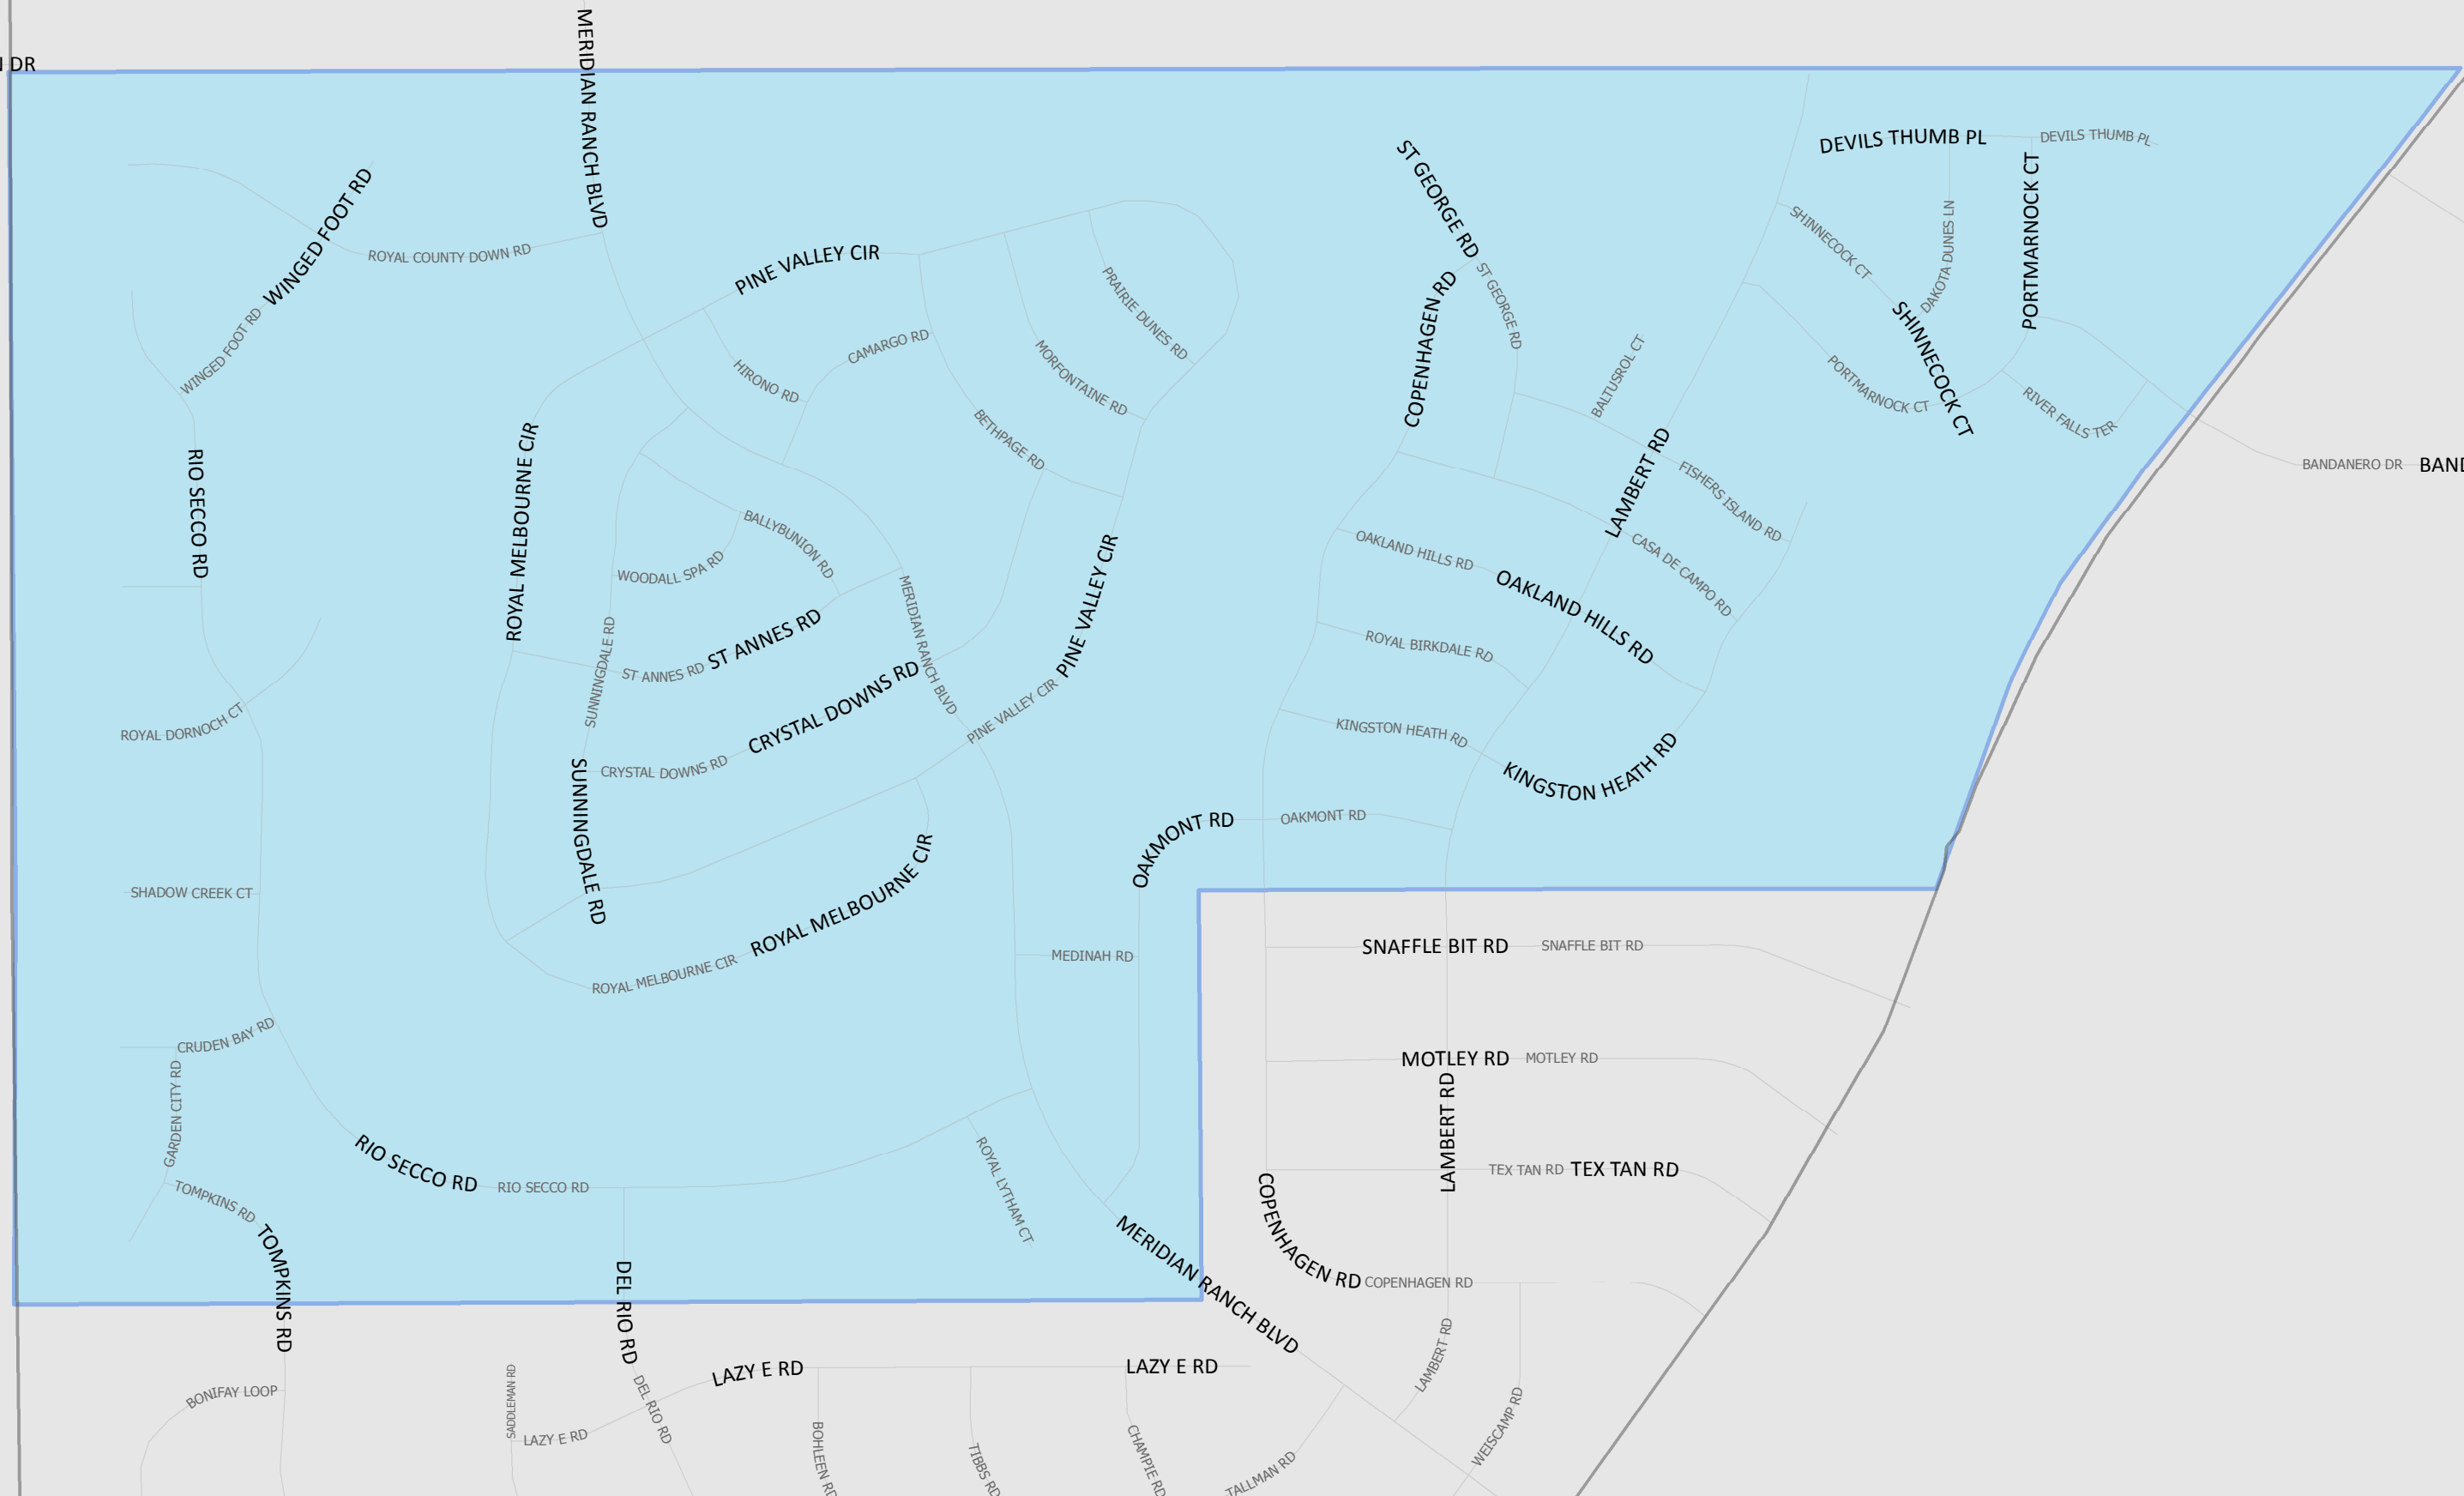 N DR
MERIDIAN RANCH BLVD
DEVILS THUMB PL
DEVILS THUMB PL
ST GEORGE RD
WINGED FOOT RD
ROYAL COUNTY DOWN RD
PINE VALLEY CIR
PORTMARNOCK CT
SHINNECOCK CT
DAKOTA DUNES LN
WINGED FOOT RD
HIRONO RD
CAMARGO RD
PRAIRIE DUNES RD
MORFONTAINE RD
COPENHAGEN RD
ST GEORGE RD
BALTUSROL CT
SHINNECOCK CT
PORTMARNOCK CT
RIVER FALLS TER
BANDANERO DR
BAND
RIO SECCO RD
ROYAL MELBOURNE CIR
BETHPAGE RD
LAMBERT RD
FISHERS ISLAND RD
BALLYBUNION RD
WOODALL SPA RD
OAKLAND HILLS RD
OAKLAND HILLS RD
CASA DE CAMPO RD
PINE VALLEY CIR
MERIDIAN RANCH BLVD
SUNNINGDALE RD
ST ANNES RD
ST ANNES RD
ROYAL BIRKDALE RD
ROYAL DORNOCH CT
CRYSTAL DOWNS RD
CRYSTAL DOWNS RD
PINE VALLEY CIR
KINGSTON HEATH RD
KINGSTON HEATH RD
SUNNINGDALE RD
OAKMONT RD
OAKMONT RD
SHADOW CREEK CT
ROYAL MELBOURNE CIR
ROYAL MELBOURNE CIR
MEDINAH RD
SNAFFLE BIT RD
SNAFFLE BIT RD
CRUDEN BAY RD
GARDEN CITY RD
MOTLEY RD
MOTLEY RD
LAMBERT RD
RIO SECCO RD
RIO SECCO RD
ROYAL LYTHAM CT
TEX TAN RD
TEX TAN RD
TOMPKINS RD
TOMPKINS RD
DEL RIO RD
MERIDIAN RANCH BLVD
COPENHAGEN RD
COPENHAGEN RD
LAMBERT RD
LAZY E RD
LAZY E RD
BONIFAY LOOP
SADDLEMAN RD
LAZY E RD
DEL RIO RD
BOHLEEN RD
TIBBS RD
CHAMPIE RD
TALLMAN RD
WEISCAMP RD